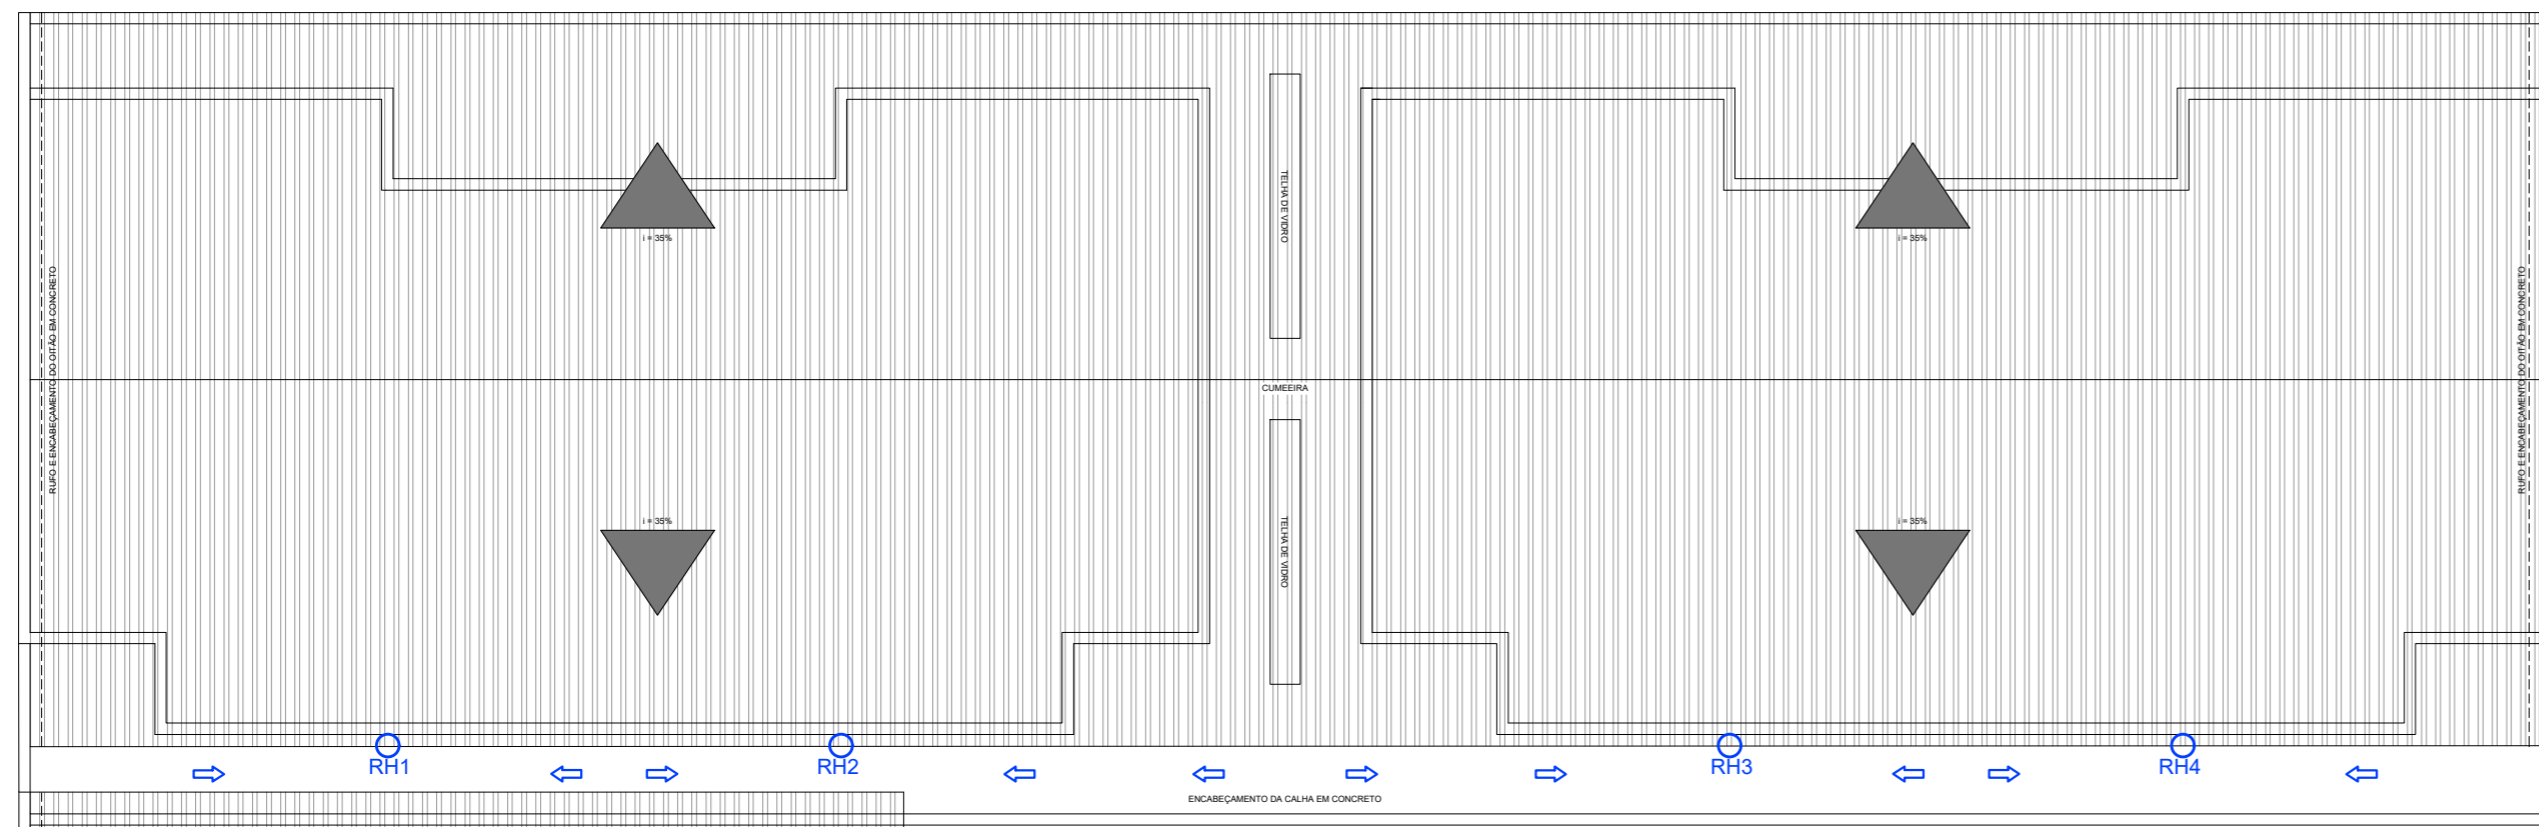 TELHA DE VIDRO
i = 35%
i = 35%
RUFO E ENCABEÇAMENTO DO OITÃO EM CONCRETO
CUMEEIRA
RUFO E ENCABEÇAMENTO DO OITÃO EM CONCRETO
i = 35%
TELHA DE VIDRO
i = 35%
RH1
RH2
RH3
RH4
ENCABEÇAMENTO DA CALHA EM CONCRETO